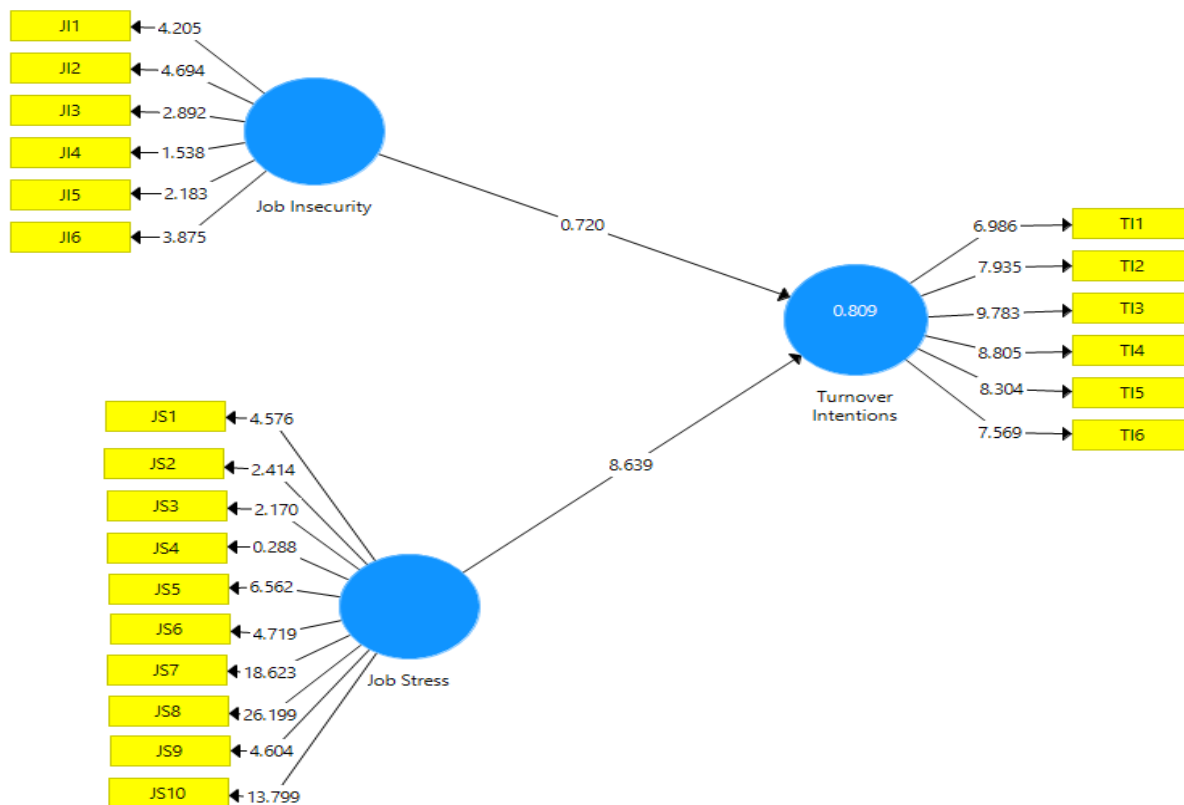 JI1
4.205
JI2
4.694
JI3
2.892
JI4
1.538
JI5
2.183
JI6
3.875
Job Insecurity
0.720
6.986
TI1
7.935
TI2
9.783
TI3
8.805
TI4
8.304
TI5
7.569
TI6
0.809
Turnover
Intentions
8.639
JS1
4.576
JS2
2.414
JS3
2.170
JS4
0.288
JS5
6.562
JS6
4.719
JS7
18.623
JS8
26.199
JS9
4.604
JS10
13.799
Job Stress